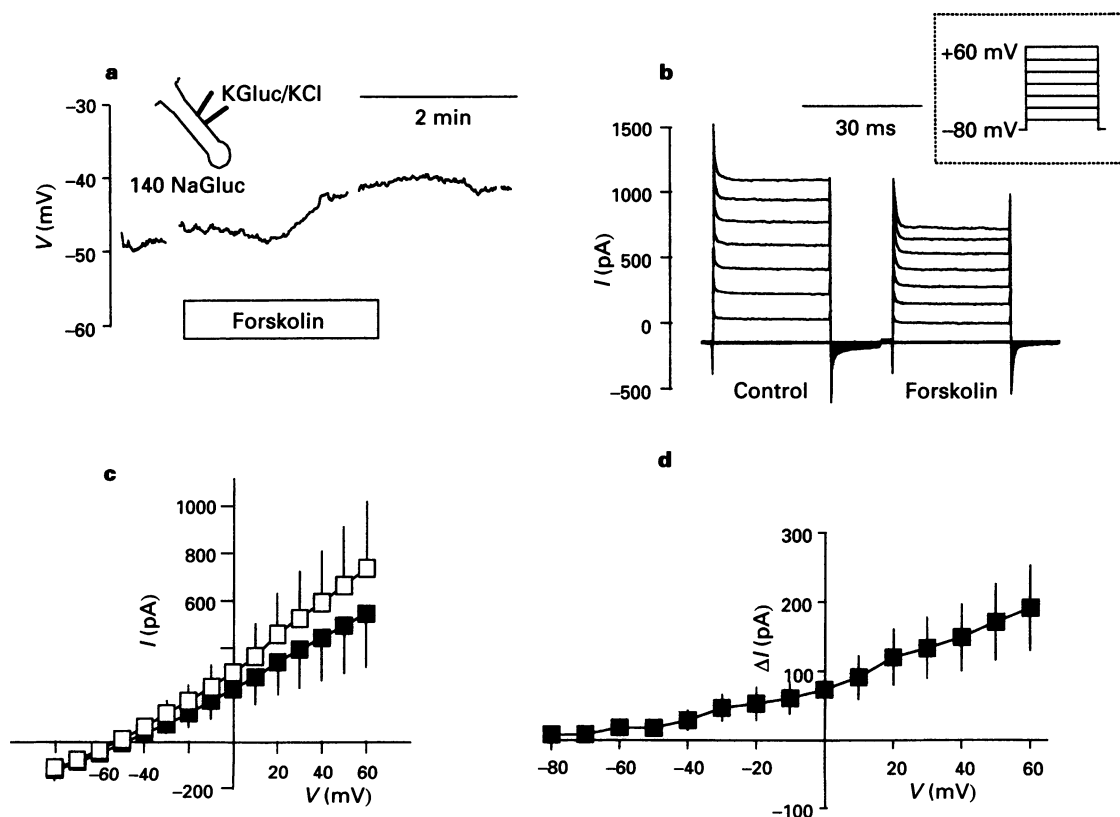 a
−30
−40
−50
−60
V (mV)
KGluc/KCl
140 NaGluc
2 min
Forskolin
b
+60 mV
−80 mV
30 ms
1500
1000
500
0
−500
I (pA)
Control
Forskolin
c
1000
800
600
−200
I (pA)
−60 −40 20 40 60
V (mV)
d
300
200
100
−100
ΔI (pA)
−80 −60 −40 −20 20 40 60
V (mV)